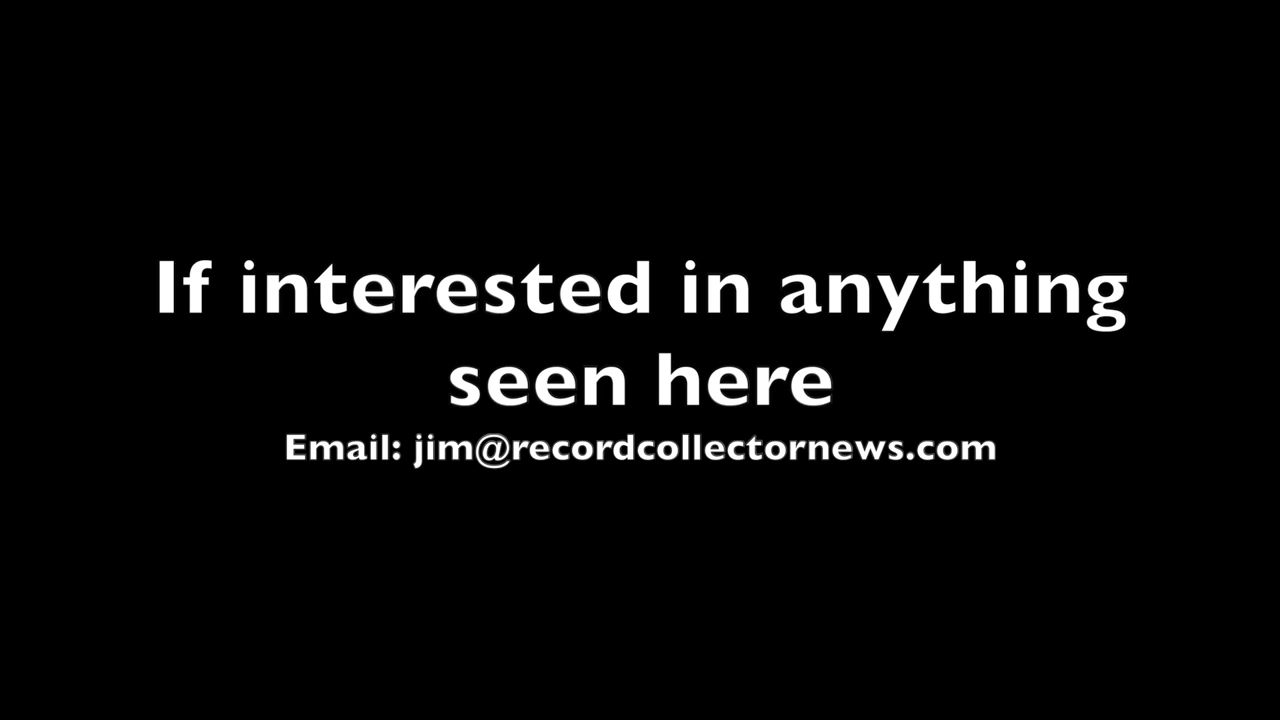 If interested in anything
seen here
Email: jim@recordcollectornews.com